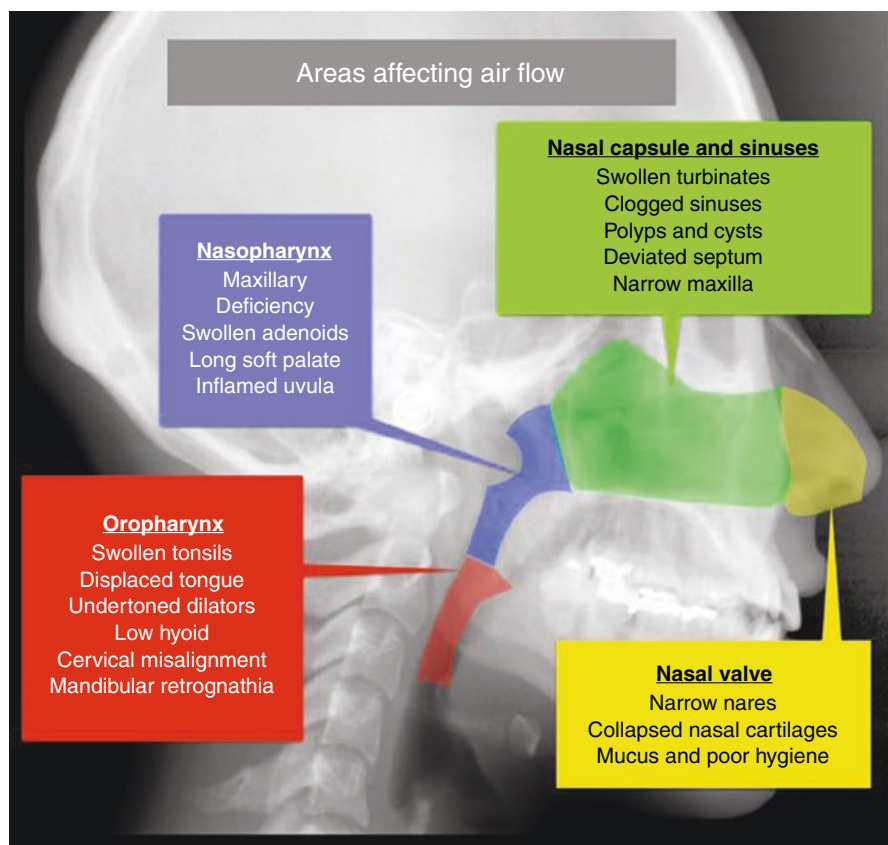 Areas affecting air flow
Nasal capsule and sinuses
Swollen turbinates
Clogged sinuses
Polyps and cysts
Deviated septum
Narrow maxilla
Nasopharynx
Maxillary
Deficiency
Swollen adenoids
Long soft palate
Inflamed uvula
Oropharynx
Swollen tonsils
Displaced tongue
Undertoned dilators
Low hyoid
Cervical misalignment
Mandibular retrognathia
Nasal valve
Narrow nares
Collapsed nasal cartilages
Mucus and poor hygiene